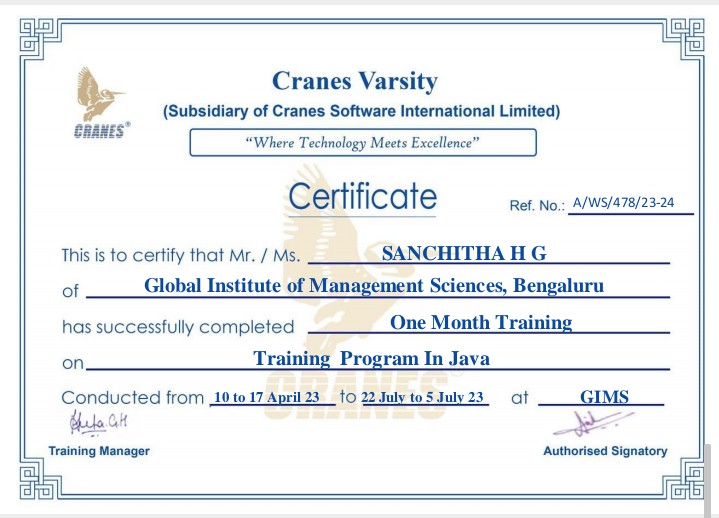 Cranes Varsity
(Subsidiary of Cranes Software International Limited)
CRANES®
“Where Technology Meets Excellence”
Certificate
Ref. No.: A/WS/478/23-24
This is to certify that Mr. / Ms. SANCHITHA H G
of Global Institute of Management Sciences, Bengaluru
has successfully completed One Month Training
on Training Program In Java
CRANES®
Conducted from 10 to 17 April 23 to 22 July to 5 July 23 at GIMS
Training Manager Authorised Signatory